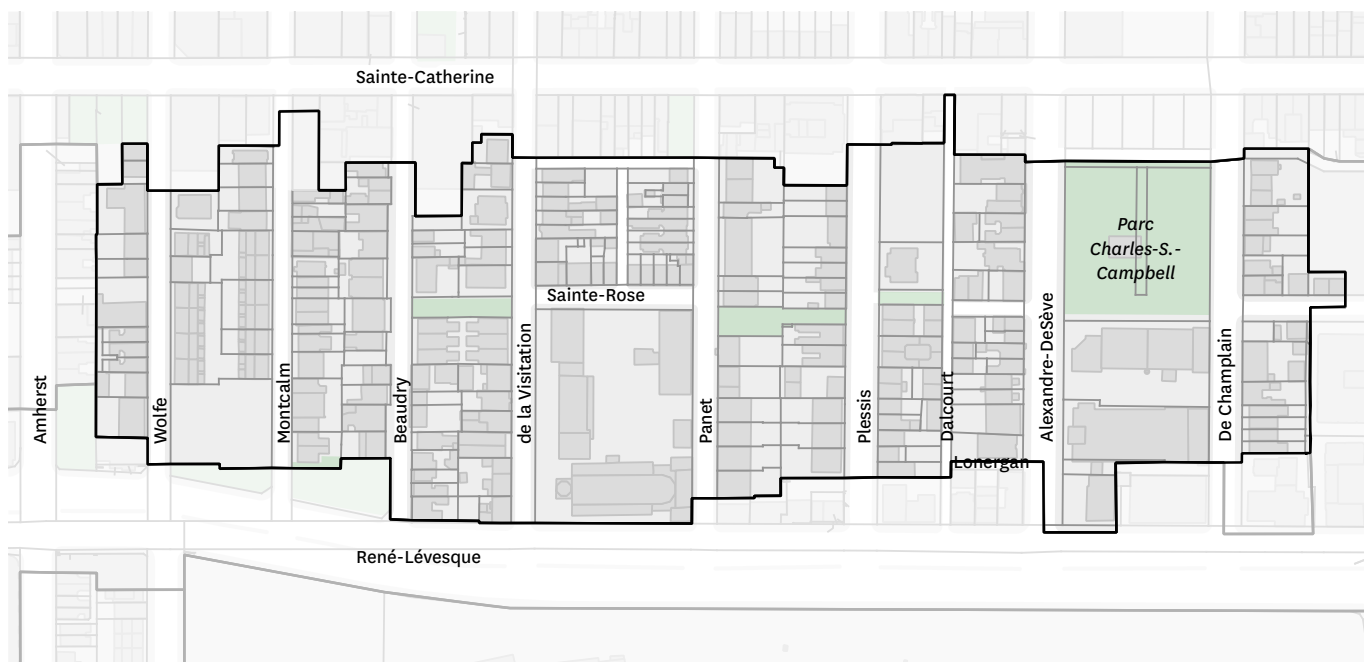 Sainte-Catherine
Parc
Charles-S.-
Campbell
Sainte-Rose
Amherst
Wolfe
Montcalm
Beaudry
de la Visitation
Panet
Plessis
Dalcourt
Alexandre-DeSève
De Champlain
Lonergan
René-Lévesque